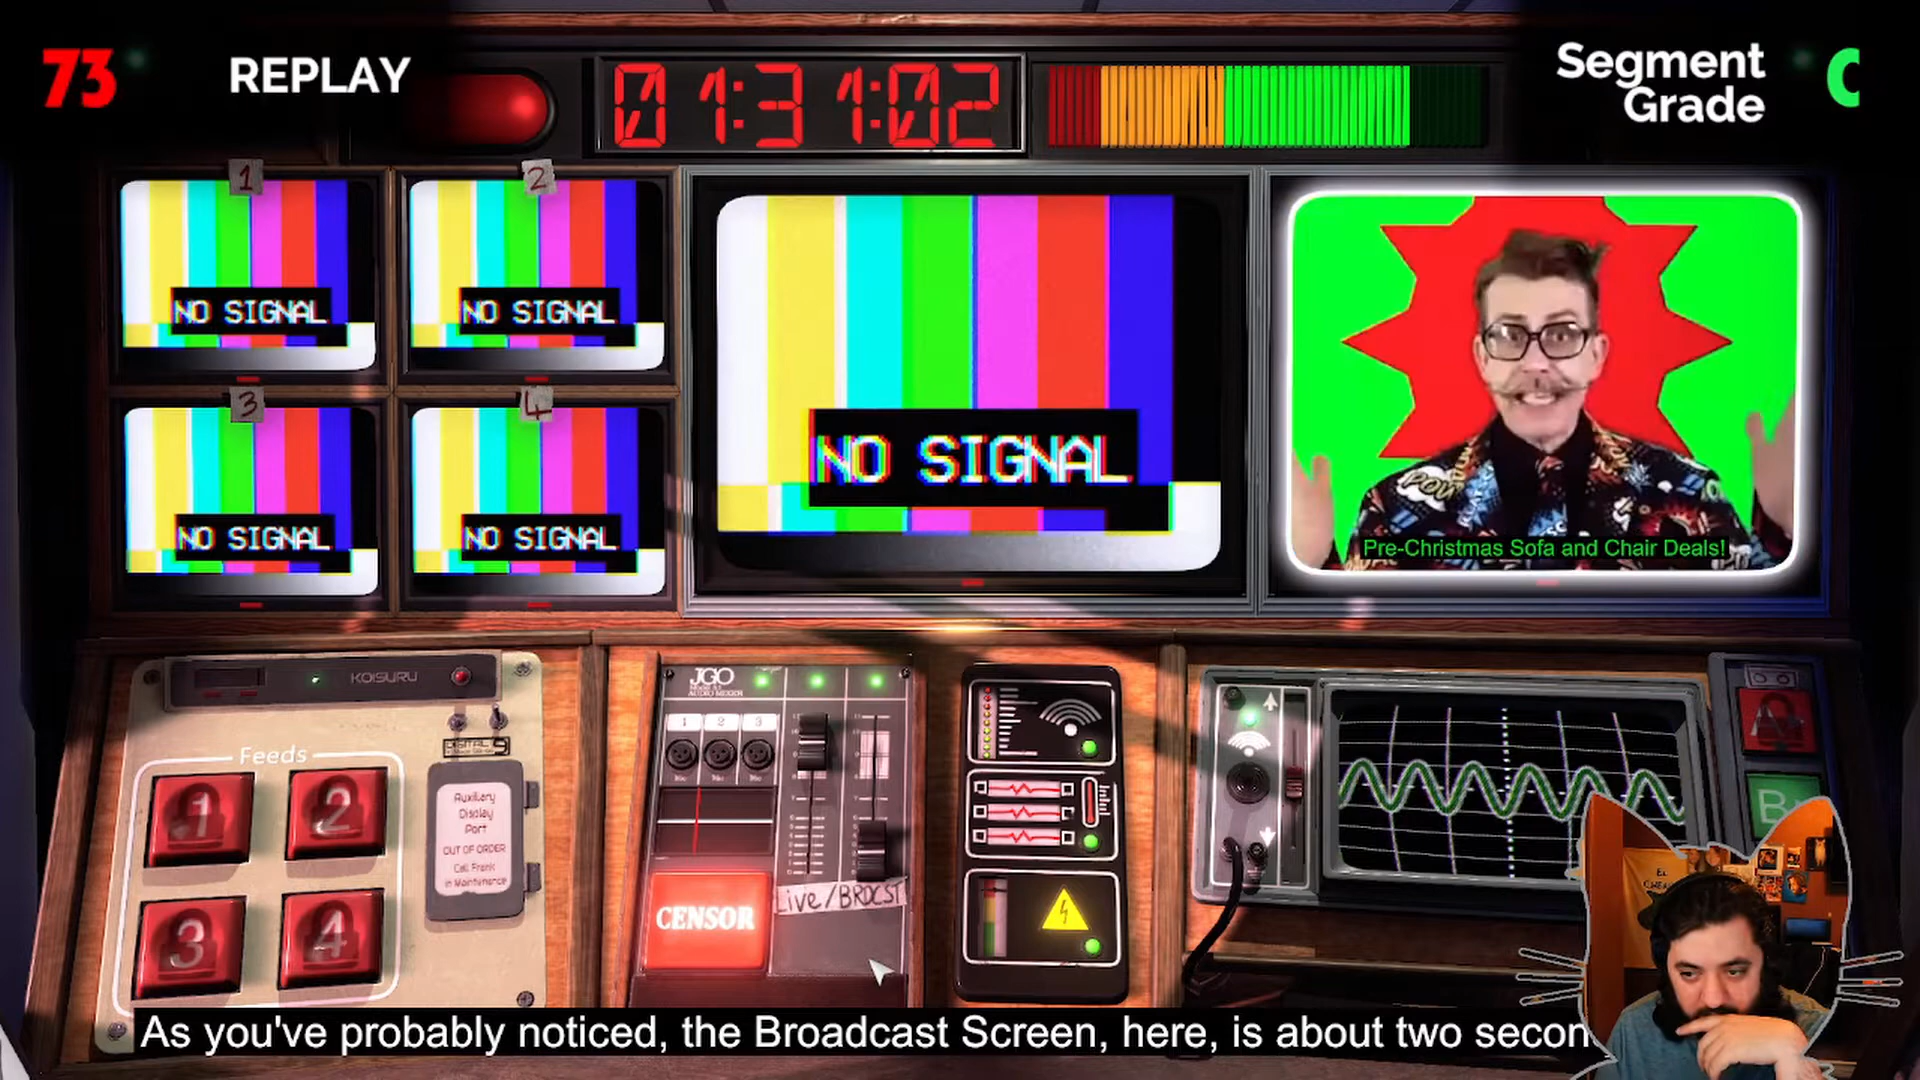 73
REPLAY
01:31:02
Segment
Grade
C
1
2
NO SIGNAL
NO SIGNAL
3
4
NO SIGNAL
NO SIGNAL
NO SIGNAL
POW
Pre-Christmas Sofa and Chair Deals!
KOISURU
Feeds
1
2
3
4
Auxiliary
Display
Port
OUT OF ORDER
Call Frank
in Maintenance
JGO
AUDIO MIXER
1 2 3
CENSOR
Live/BRDCST
As you've probably noticed, the Broadcast Screen, here, is about two secon